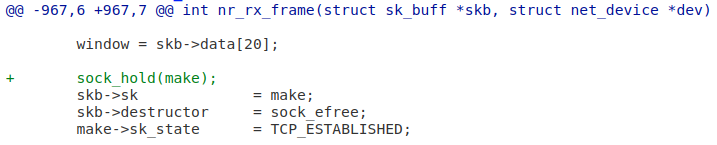 @@ -967,6 +967,7 @@ int nr_rx_frame(struct sk_buff *skb, struct net_device *dev)
window = skb->data[20];
+ sock_hold(make);
skb->sk = make;
skb->destructor = sock_efree;
make->sk_state = TCP_ESTABLISHED;